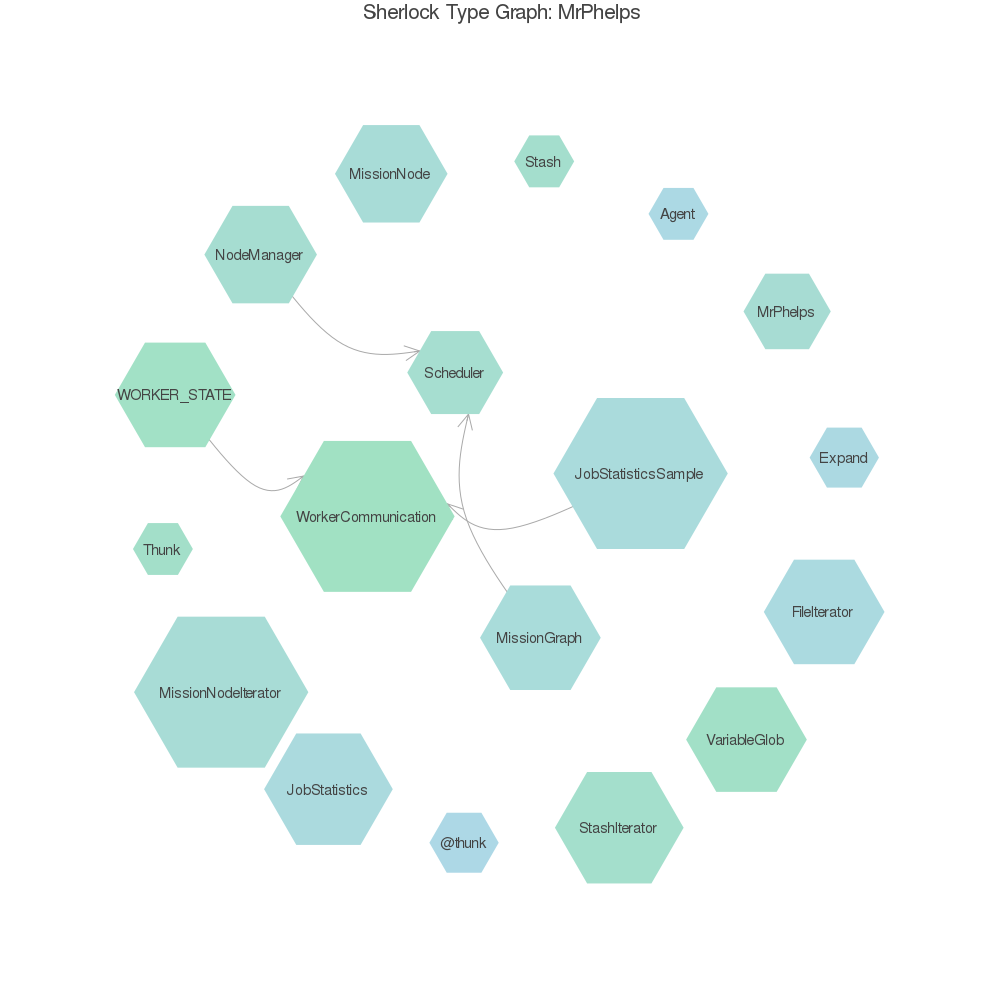 Sherlock Type Graph: MrPhelps
MissionNode
Stash
Agent
NodeManager
MrPhelps
Scheduler
WORKER_STATE
Expand
JobStatisticsSample
WorkerCommunication
Thunk
FileIterator
MissionGraph
MissionNodeIterator
VariableGlob
JobStatistics
StashIterator
@thunk